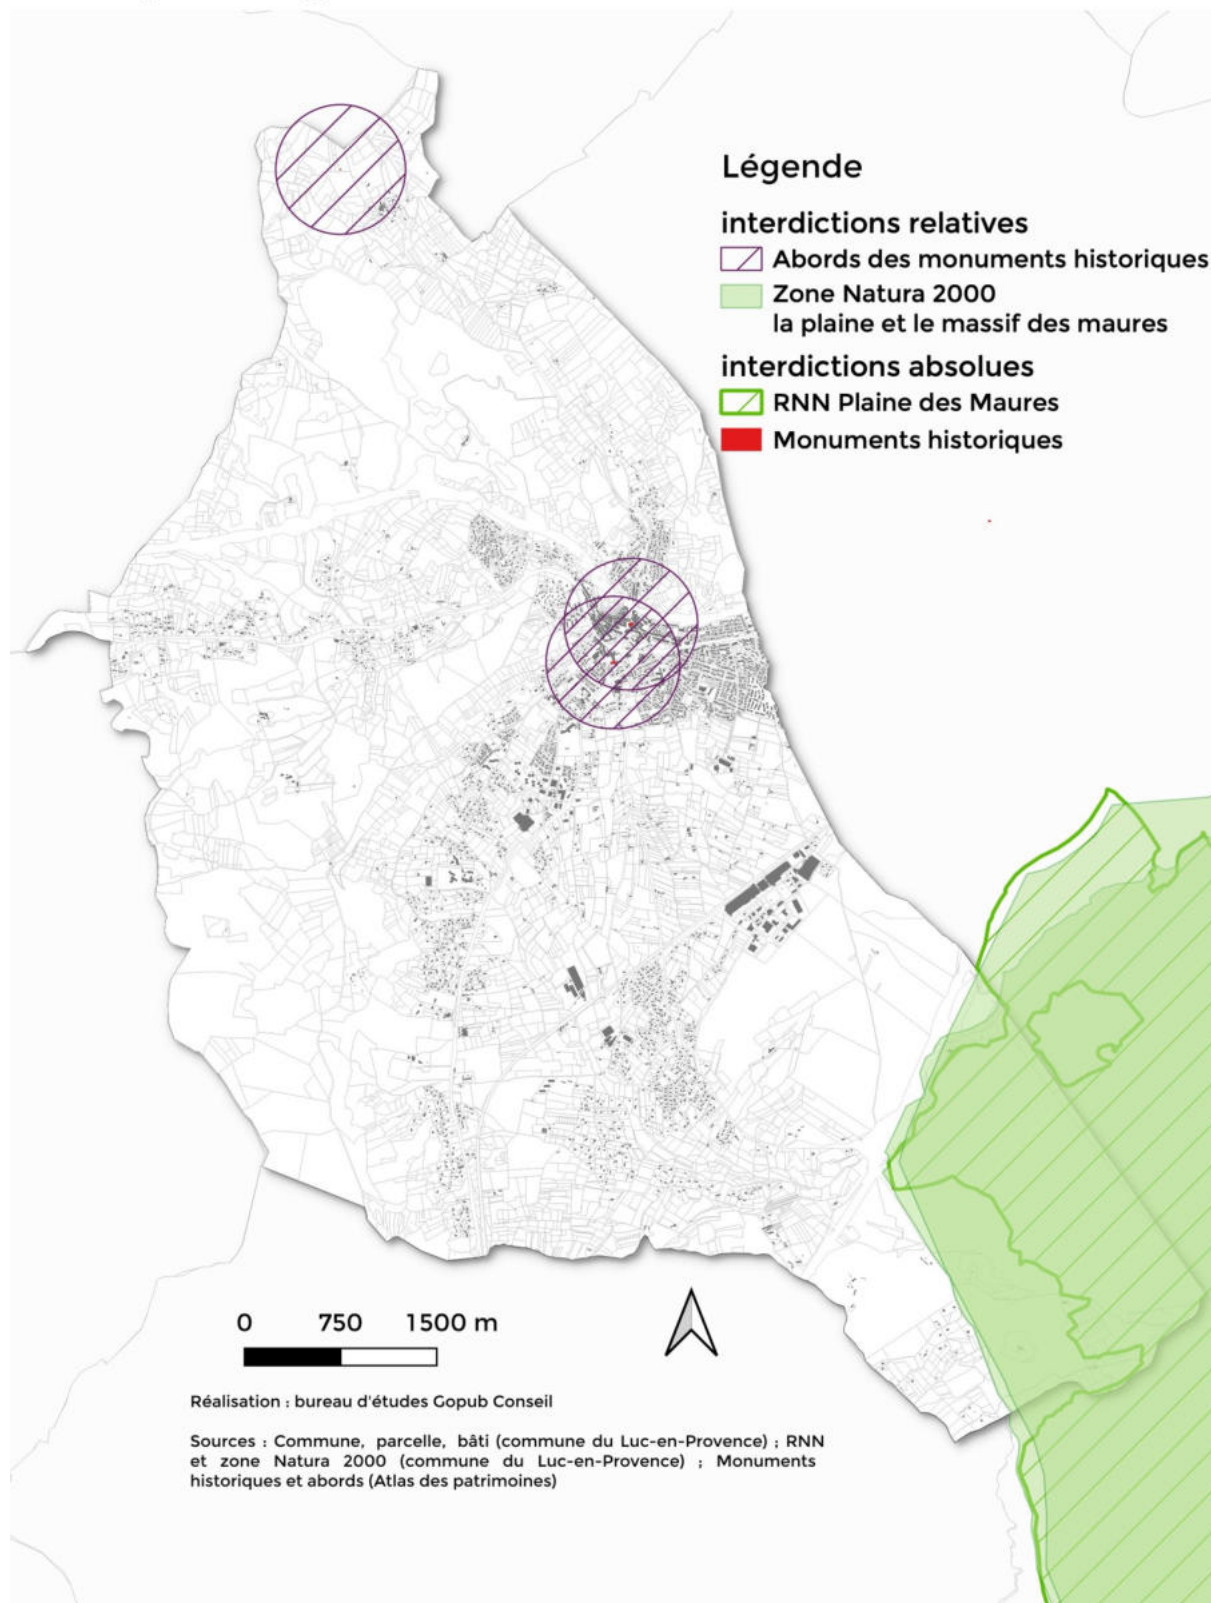 Légende
interdictions relatives
Abords des monuments historiques
Zone Natura 2000
la plaine et le massif des maures
interdictions absolues
RNN Plaine des Maures
Monuments historiques
0 750 1500 m
Réalisation : bureau d'études Gopub Conseil
Sources : Commune, parcelle, bâti (commune du Luc-en-Provence) ; RNN
et zone Natura 2000 (commune du Luc-en-Provence) ; Monuments
historiques et abords (Atlas des patrimoines)